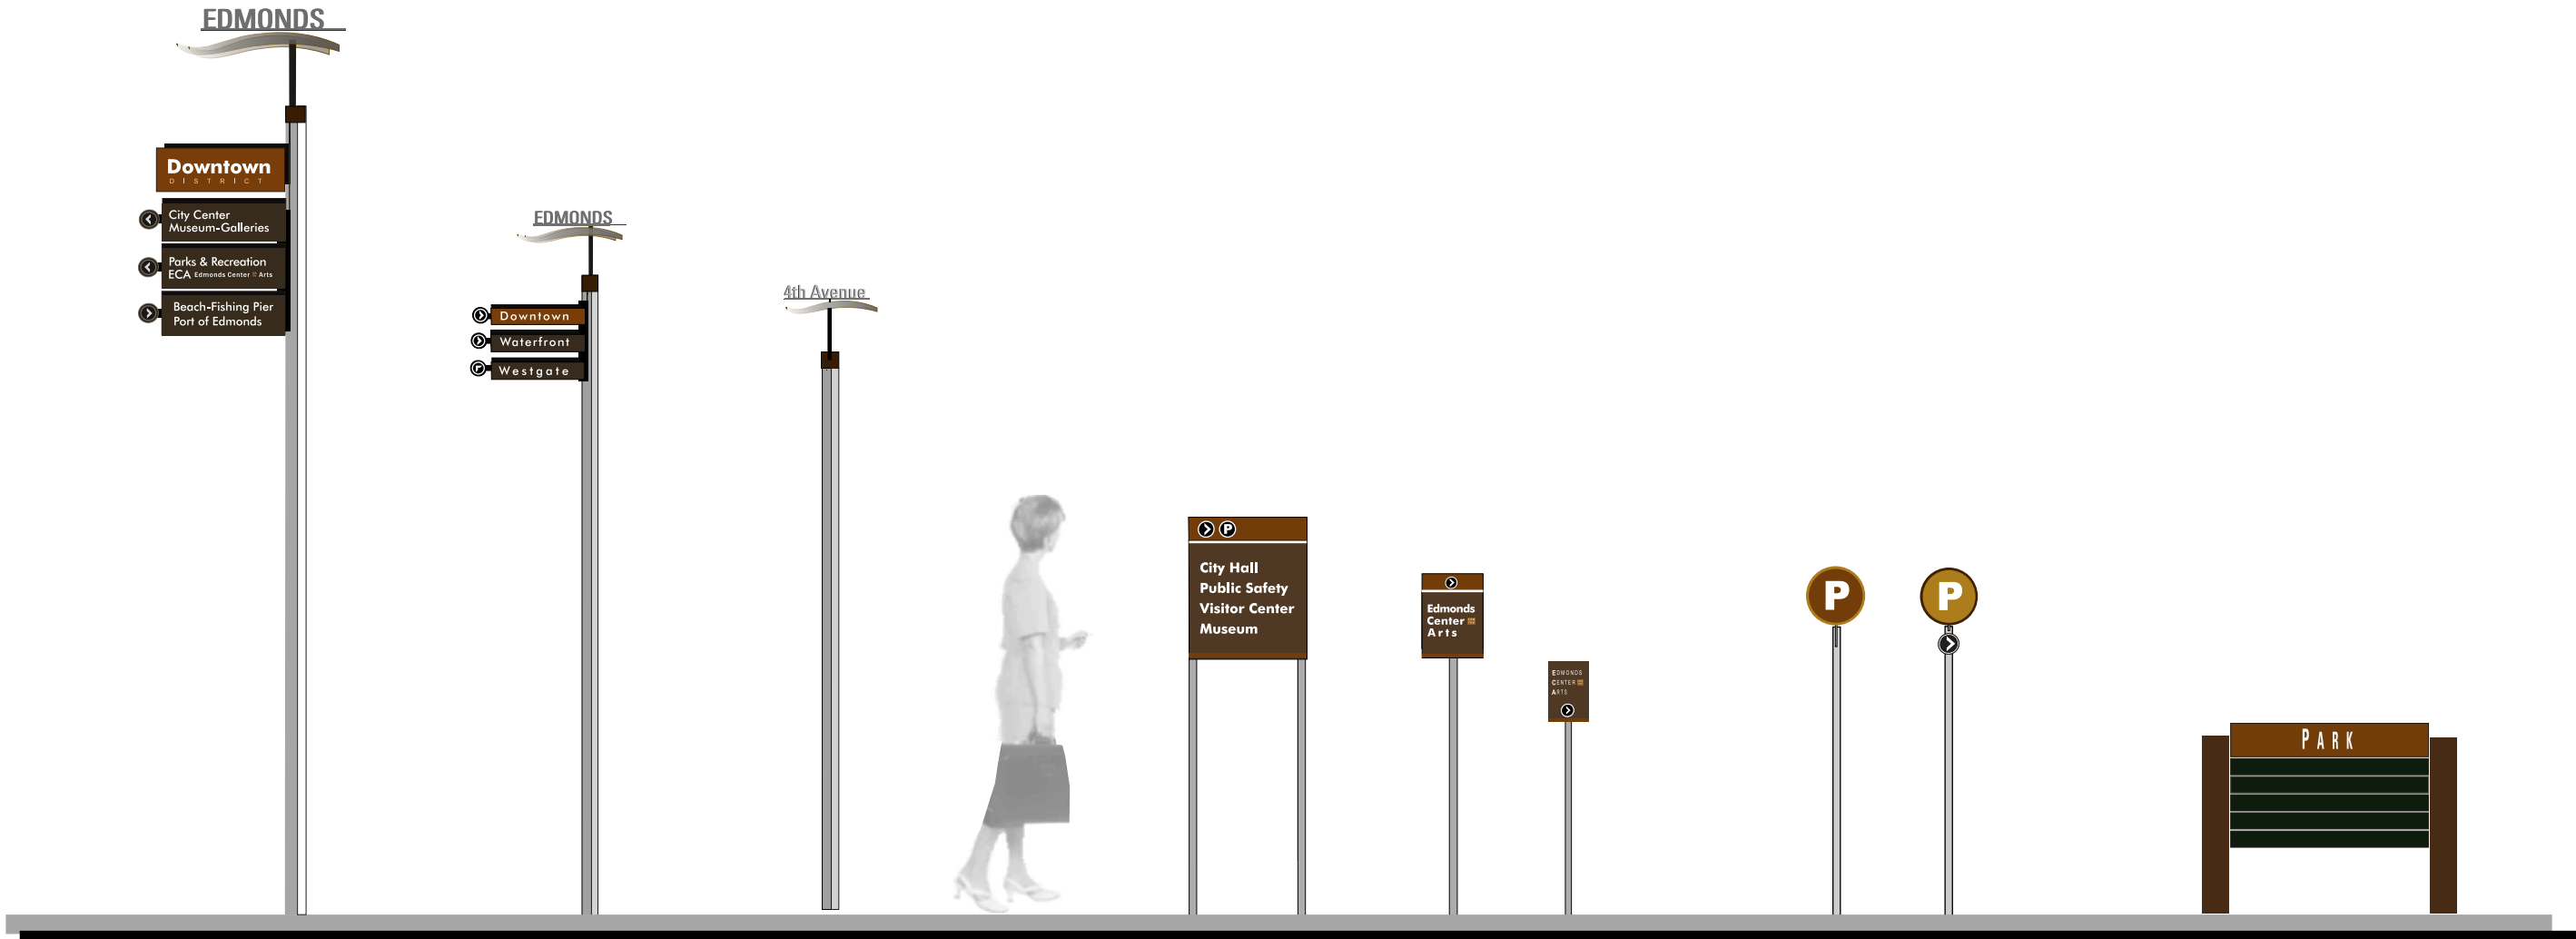 EDMONDS
Downtown
DISTRICT
City Center
Museum-Galleries
Parks & Recreation
ECA Edmonds Center Arts
Beach-Fishing Pier
Port of Edmonds
EDMONDS
Downtown
Waterfront
Westgate
4th Avenue
P
City Hall
Public Safety
Visitor Center
Museum
Edmonds
Center
Arts
EDMONDS
CENTER
ARTS
P
P
PARK